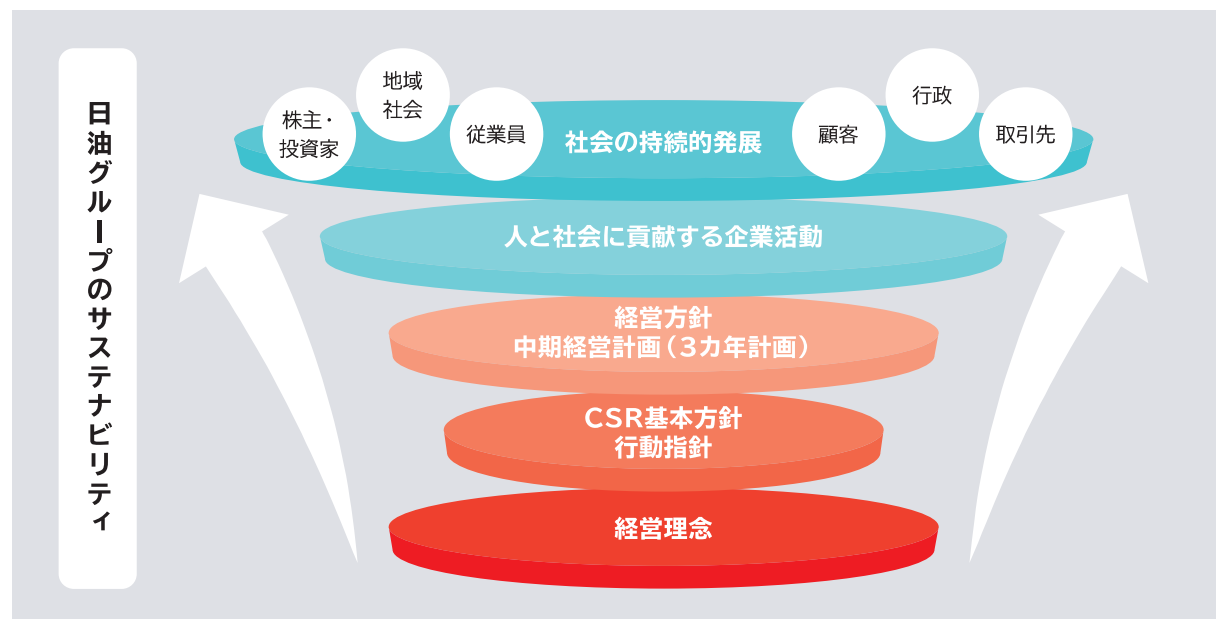 日油グループのサステナビリティ
株主・
投資家
地域
社会
従業員
社会の持続的発展
顧客
行政
取引先
人と社会に貢献する企業活動
経営方針
中期経営計画（3カ年計画）
CSR基本方針
行動指針
経営理念